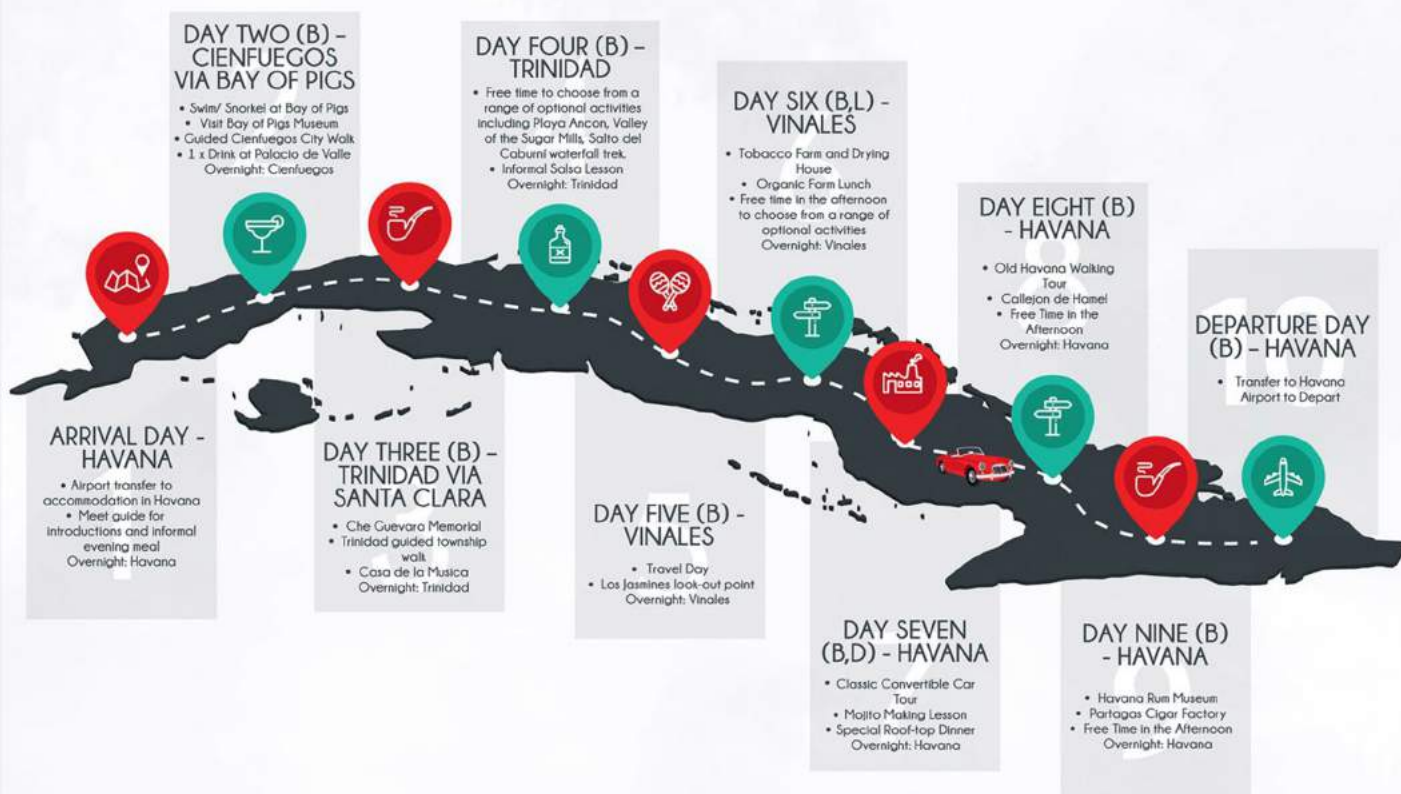 ARRIVAL DAY -
HAVANA
• Airport transfer to
accommodation in Havana
• Meet guide for
introductions and informal
evening meal
Overnight: Havana
1
DAY TWO (B) –
CIENFUEGOS
VIA BAY OF PIGS
• Swim/ Snorkel at Bay of Pigs
• Visit Bay of Pigs Museum
• Guided Cienfuegos City Walk
• 1 x Drink at Palacio de Valle
Overnight: Cienfuegos
2
DAY THREE (B) –
TRINIDAD VIA
SANTA CLARA
• Che Guevara Memorial
• Trinidad guided township
walk
• Casa de la Musica
Overnight: Trinidad
3
DAY FOUR (B) –
TRINIDAD
• Free time to choose from a
range of optional activities
including Playa Ancon, Valley
of the Sugar Mills, Salto del
Caburni waterfall trek.
• Informal Salsa Lesson
Overnight: Trinidad
4
DAY FIVE (B) -
VINALES
• Travel Day
• Los Jasmines look-out point
Overnight: Vinales
5
DAY SIX (B,L) -
VINALES
• Tobacco Farm and Drying
House
• Organic Farm Lunch
• Free time in the afternoon
to choose from a range of
optional activities
Overnight: Vinales
6
DAY SEVEN
(B,D) - HAVANA
• Classic Convertible Car
Tour
• Mojito Making Lesson
• Special Roof-top Dinner
Overnight: Havana
7
DAY EIGHT (B)
- HAVANA
• Old Havana Walking
Tour
• Callejon de Hamel
• Free Time in the
Afternoon
Overnight: Havana
8
DAY NINE (B)
- HAVANA
• Havana Rum Museum
• Partagas Cigar Factory
• Free Time in the Afternoon
Overnight: Havana
9
DEPARTURE DAY
(B) – HAVANA
• Transfer to Havana
Airport to Depart
10